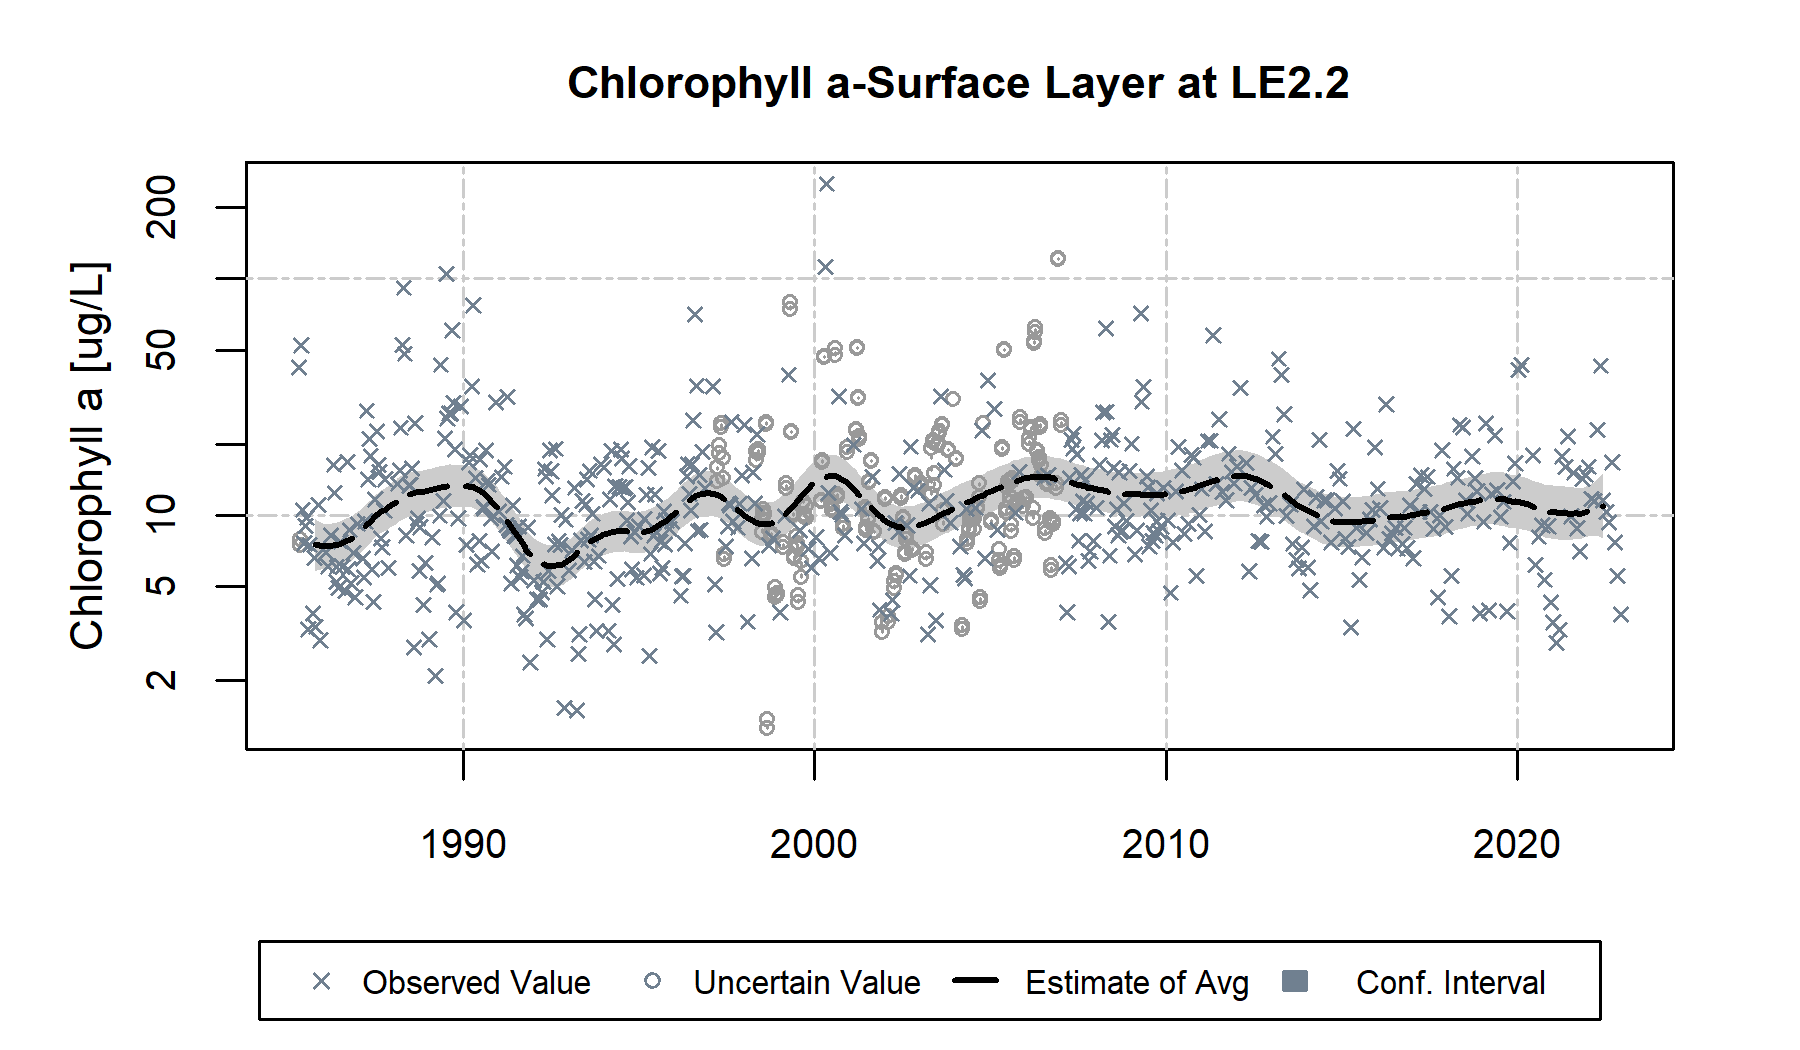 Chlorophyll a-Surface Layer at LE2.2
Chlorophyll a [ug/L]
200
50
10
5
2
1990 2000 2010 2020
Observed Value Uncertain Value Estimate of Avg Conf. Interval